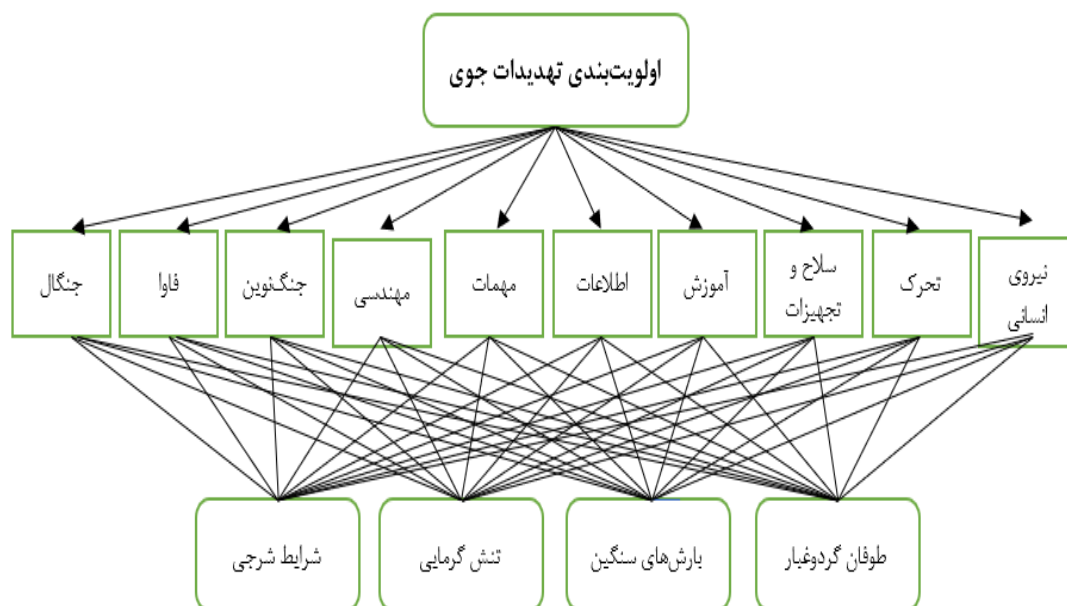 اولویت‌بندی تهدیدات جوی
نیروی
انسانی
تحرک
سلاح و
تجهیزات
آموزش
اطلاعات
مهمات
مهندسی
جنگ‌نوین
فاوا
جنگال
طوفان گردوغبار
بارش‌های سنگین
تنش گرمایی
شرایط شرجی